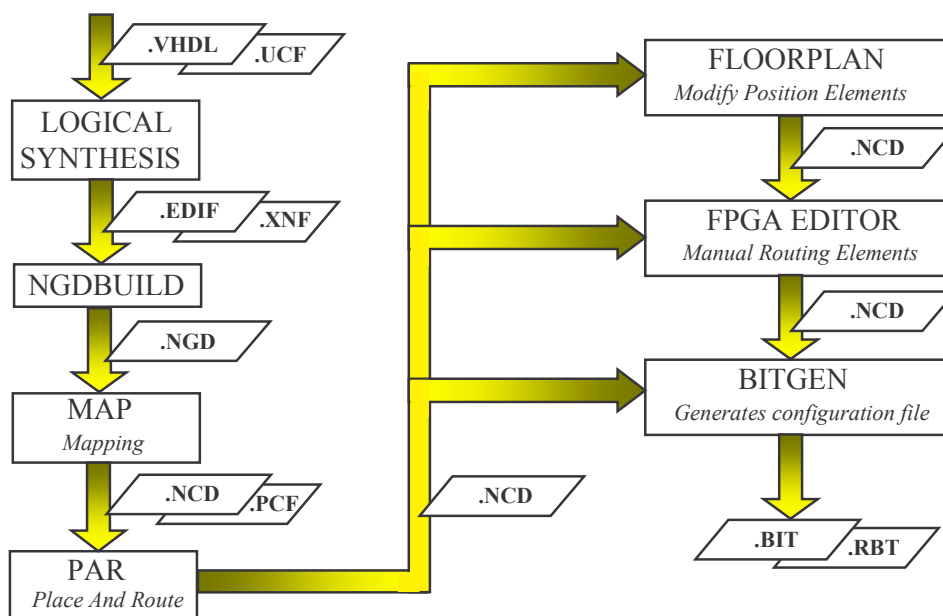 .VHDL
.UCF
LOGICAL
SYNTHESIS
.EDIF
.XNF
NGDBUILD
.NGD
MAP
Mapping
.NCD
.PCF
PAR
Place And Route
.NCD
FLOORPLAN
Modify Position Elements
.NCD
FPGA EDITOR
Manual Routing Elements
.NCD
BITGEN
Generates configuration file
.BIT
.RBT